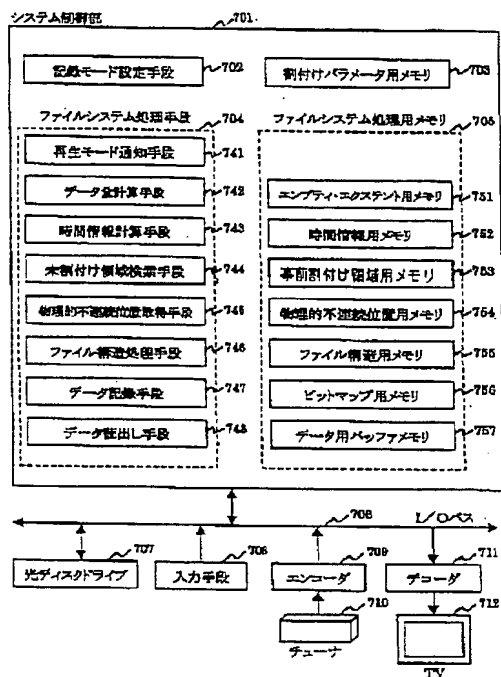 システム制御部
701
記録モード設定手段
702
割付けパラメータ用メモリ
703
ファイルシステム処理手段
704
ファイルシステム処理用メモリ
705
再生モード通知手段
741
データ量計算手段
742
エンプティ・エクステント用メモリ
751
時間情報計算手段
743
時間情報用メモリ
752
未割付け領域検索手段
744
事前割付け領域用メモリ
753
物理的不連続位置取得手段
745
物理的不連続位置用メモリ
754
ファイル構造処理手段
746
ファイル構造用メモリ
755
データ記録手段
747
ビットマップ用メモリ
756
データ読出し手段
748
データ用バッファメモリ
757
708
I/Oバス
707
光ディスクドライブ
706
入力手段
709
エンコーダ
711
デコーダ
710
チューナ
712
TV